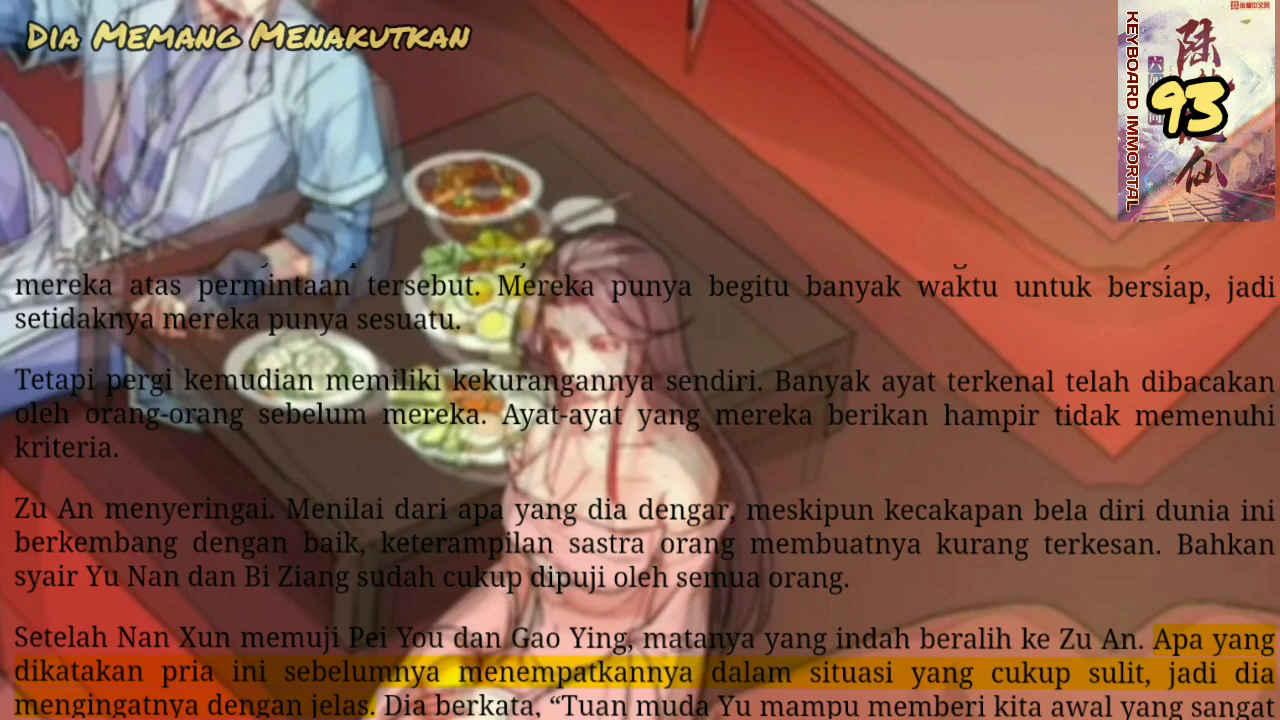 Dia Memang Menakutkan
KEYBOARD IMMORTAL
93
仙
mereka atas permintaan tersebut. Mereka punya begitu banyak waktu untuk bersiap, jadi
setidaknya mereka punya sesuatu.
Tetapi pergi kemudian memiliki kekurangannya sendiri. Banyak ayat terkenal telah dibacakan
oleh orang-orang sebelum mereka. Ayat-ayat yang mereka berikan hampir tidak memenuhi
kriteria.
Zu An menyeringai. Menilai dari apa yang dia dengar, meskipun kecakapan bela diri dunia ini
berkembang dengan baik, keterampilan sastra orang membuatnya kurang terkesan. Bahkan
syair Yu Nan dan Bi Ziang sudah cukup dipuji oleh semua orang.
Setelah Nan Xun memuji Pei You dan Gao Ying, matanya yang indah beralih ke Zu An. Apa yang
dikatakan pria ini sebelumnya menempatkannya dalam situasi yang cukup sulit, jadi dia
mengingatnya dengan jelas. Dia berkata, “Tuan muda Yu mampu memberi kita awal yang sangat